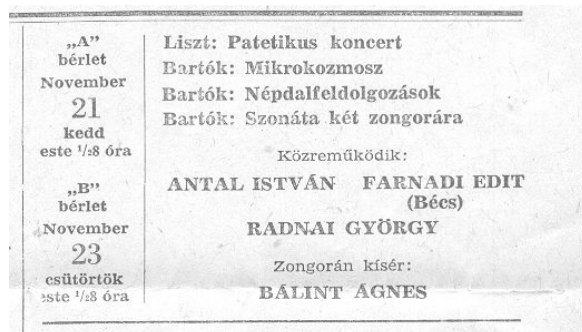 „A”
bérlet
November
21
kedd
este ½8 óra
„B”
bérlet
November
23
csütörtök
este ½8 óra
Liszt: Patetikus koncert
Bartók: Mikrokozmosz
Bartók: Népdalfeldolgozások
Bartók: Szonáta két zongorára
Közreműködik:
ANTAL ISTVÁN FARNADI EDIT
(Bécs)
RADNAI GYÖRGY
Zongorán kísér:
BÁLINT ÁGNES